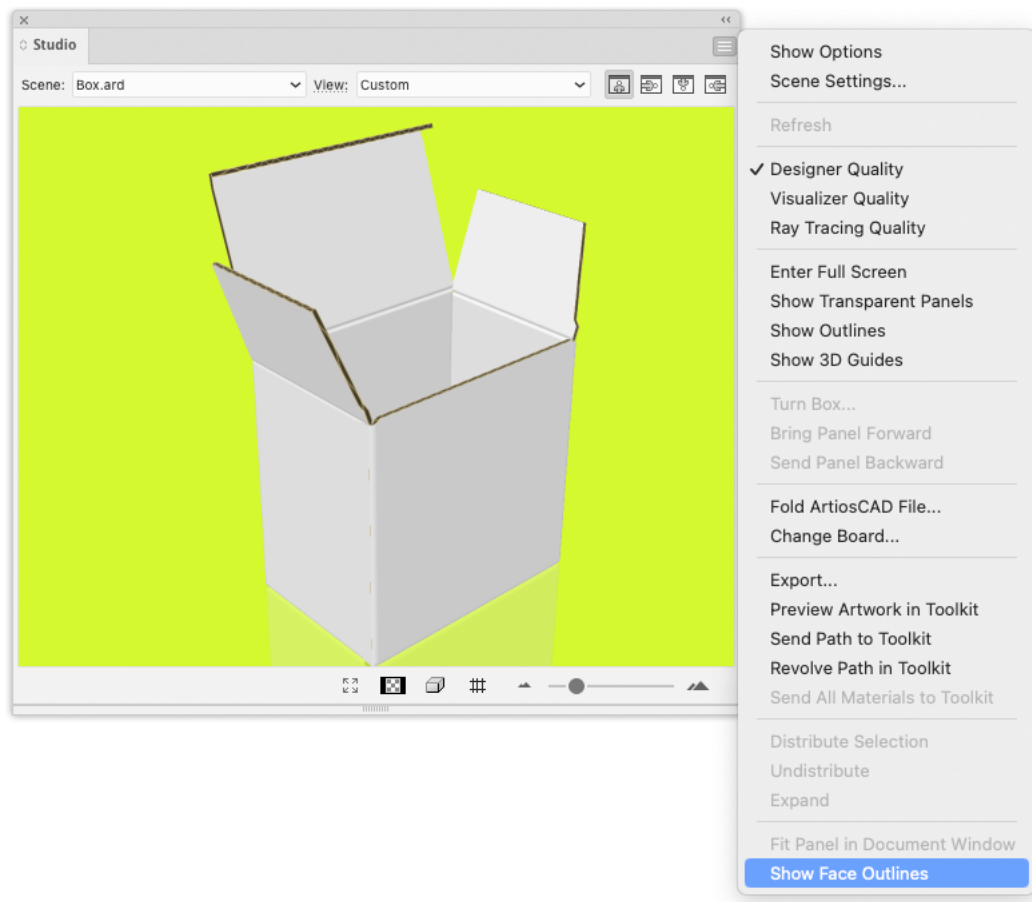 Studio
Scene: Box.ard View: Custom
Show Options
Scene Settings...
Refresh
Designer Quality
Visualizer Quality
Ray Tracing Quality
Enter Full Screen
Show Transparent Panels
Show Outlines
Show 3D Guides
Turn Box...
Bring Panel Forward
Send Panel Backward
Fold ArtiosCAD File...
Change Board...
Export...
Preview Artwork in Toolkit
Send Path to Toolkit
Revolve Path in Toolkit
Send All Materials to Toolkit
Distribute Selection
Undistribute
Expand
Fit Panel in Document Window
Show Face Outlines